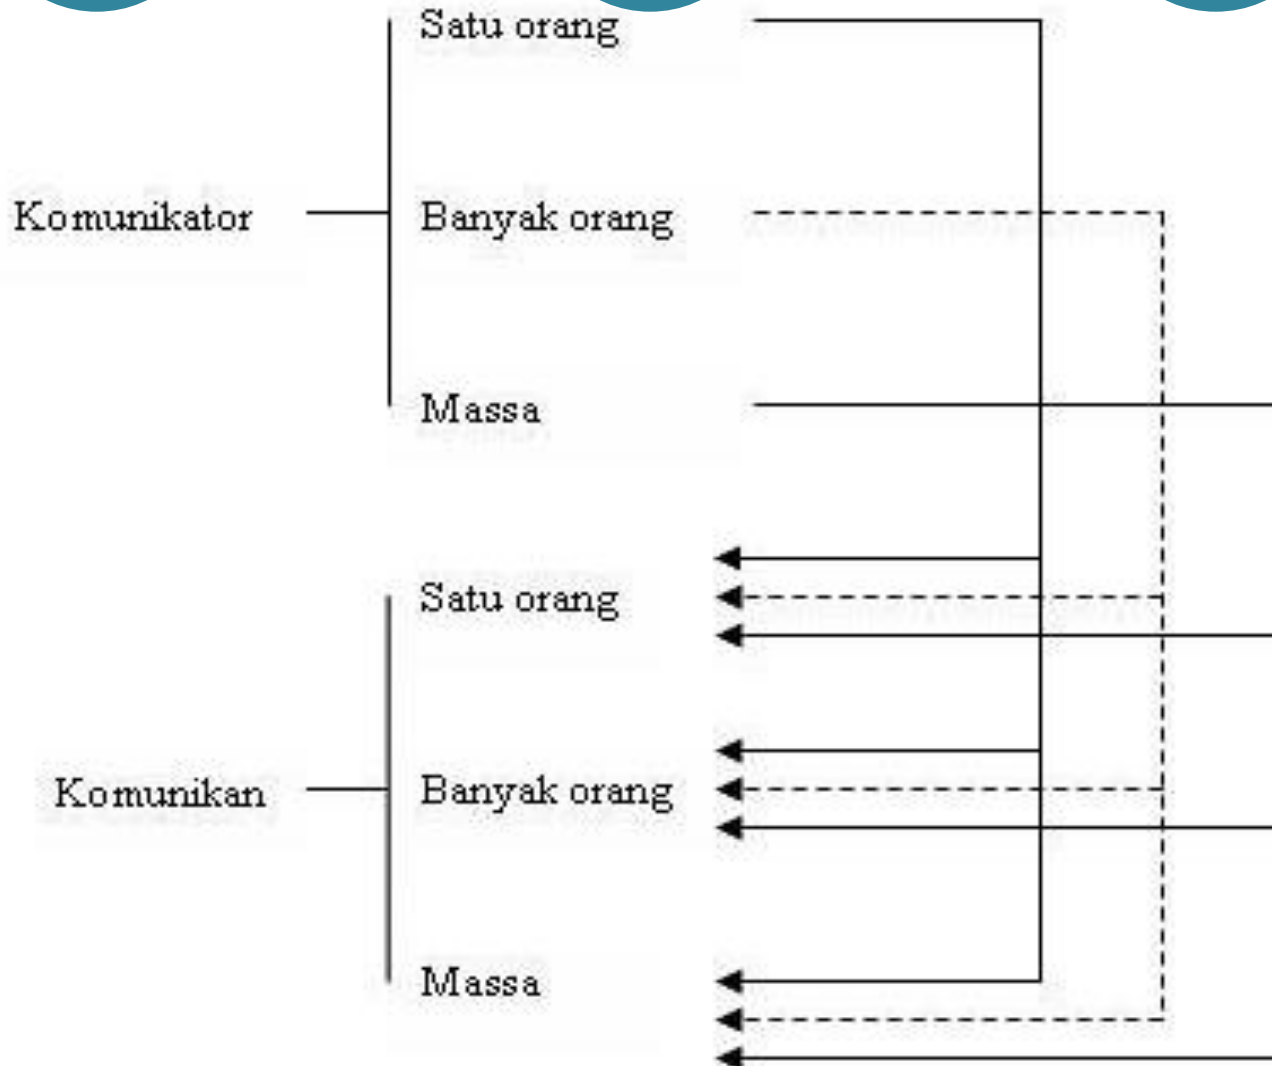 Satu orang
Komunikator
Banyak orang
Massa
Satu orang
Komunikan
Banyak orang
Massa